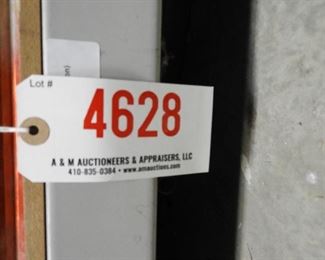 Lot #
4628
A & M AUCTIONEERS & APPRAISERS, LLC
410-835-0384 • www.amauctions.com